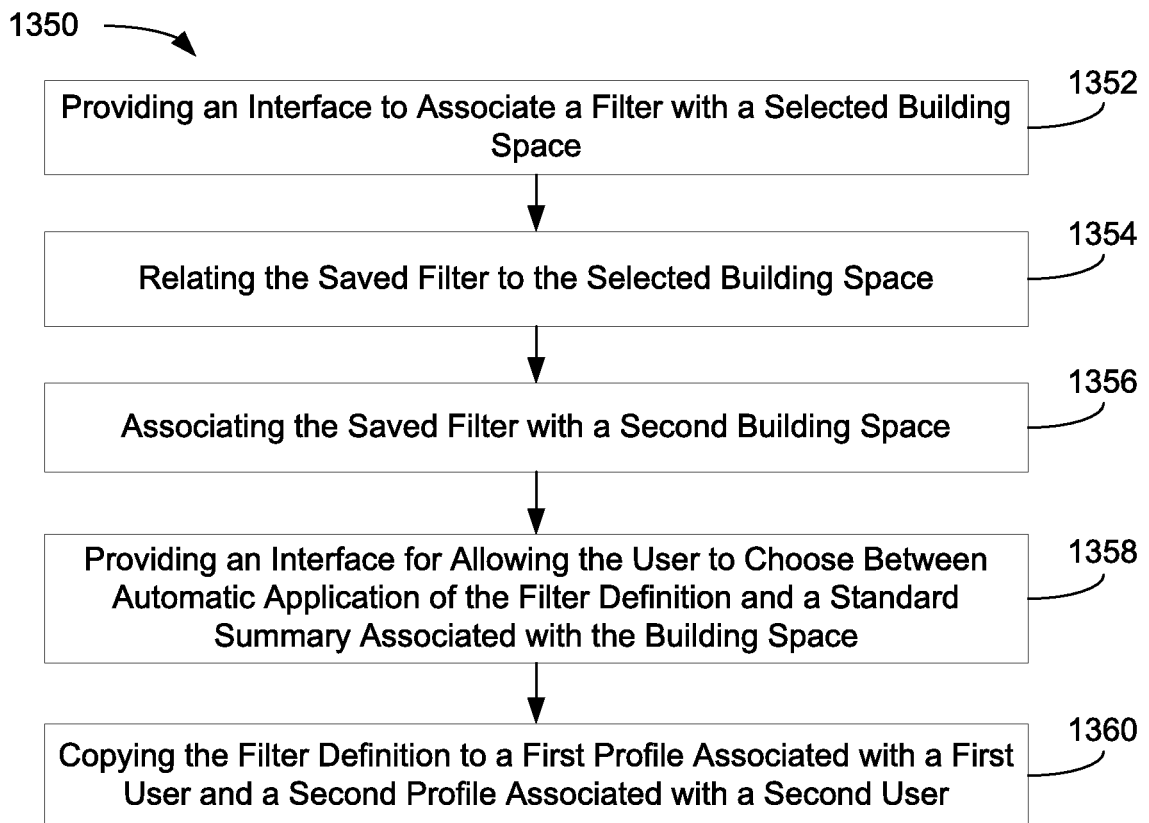 1350
Providing an Interface to Associate a Filter with a Selected Building
Space
1352
Relating the Saved Filter to the Selected Building Space
1354
Associating the Saved Filter with a Second Building Space
1356
Providing an Interface for Allowing the User to Choose Between
Automatic Application of the Filter Definition and a Standard
Summary Associated with the Building Space
1358
Copying the Filter Definition to a First Profile Associated with a First
User and a Second Profile Associated with a Second User
1360